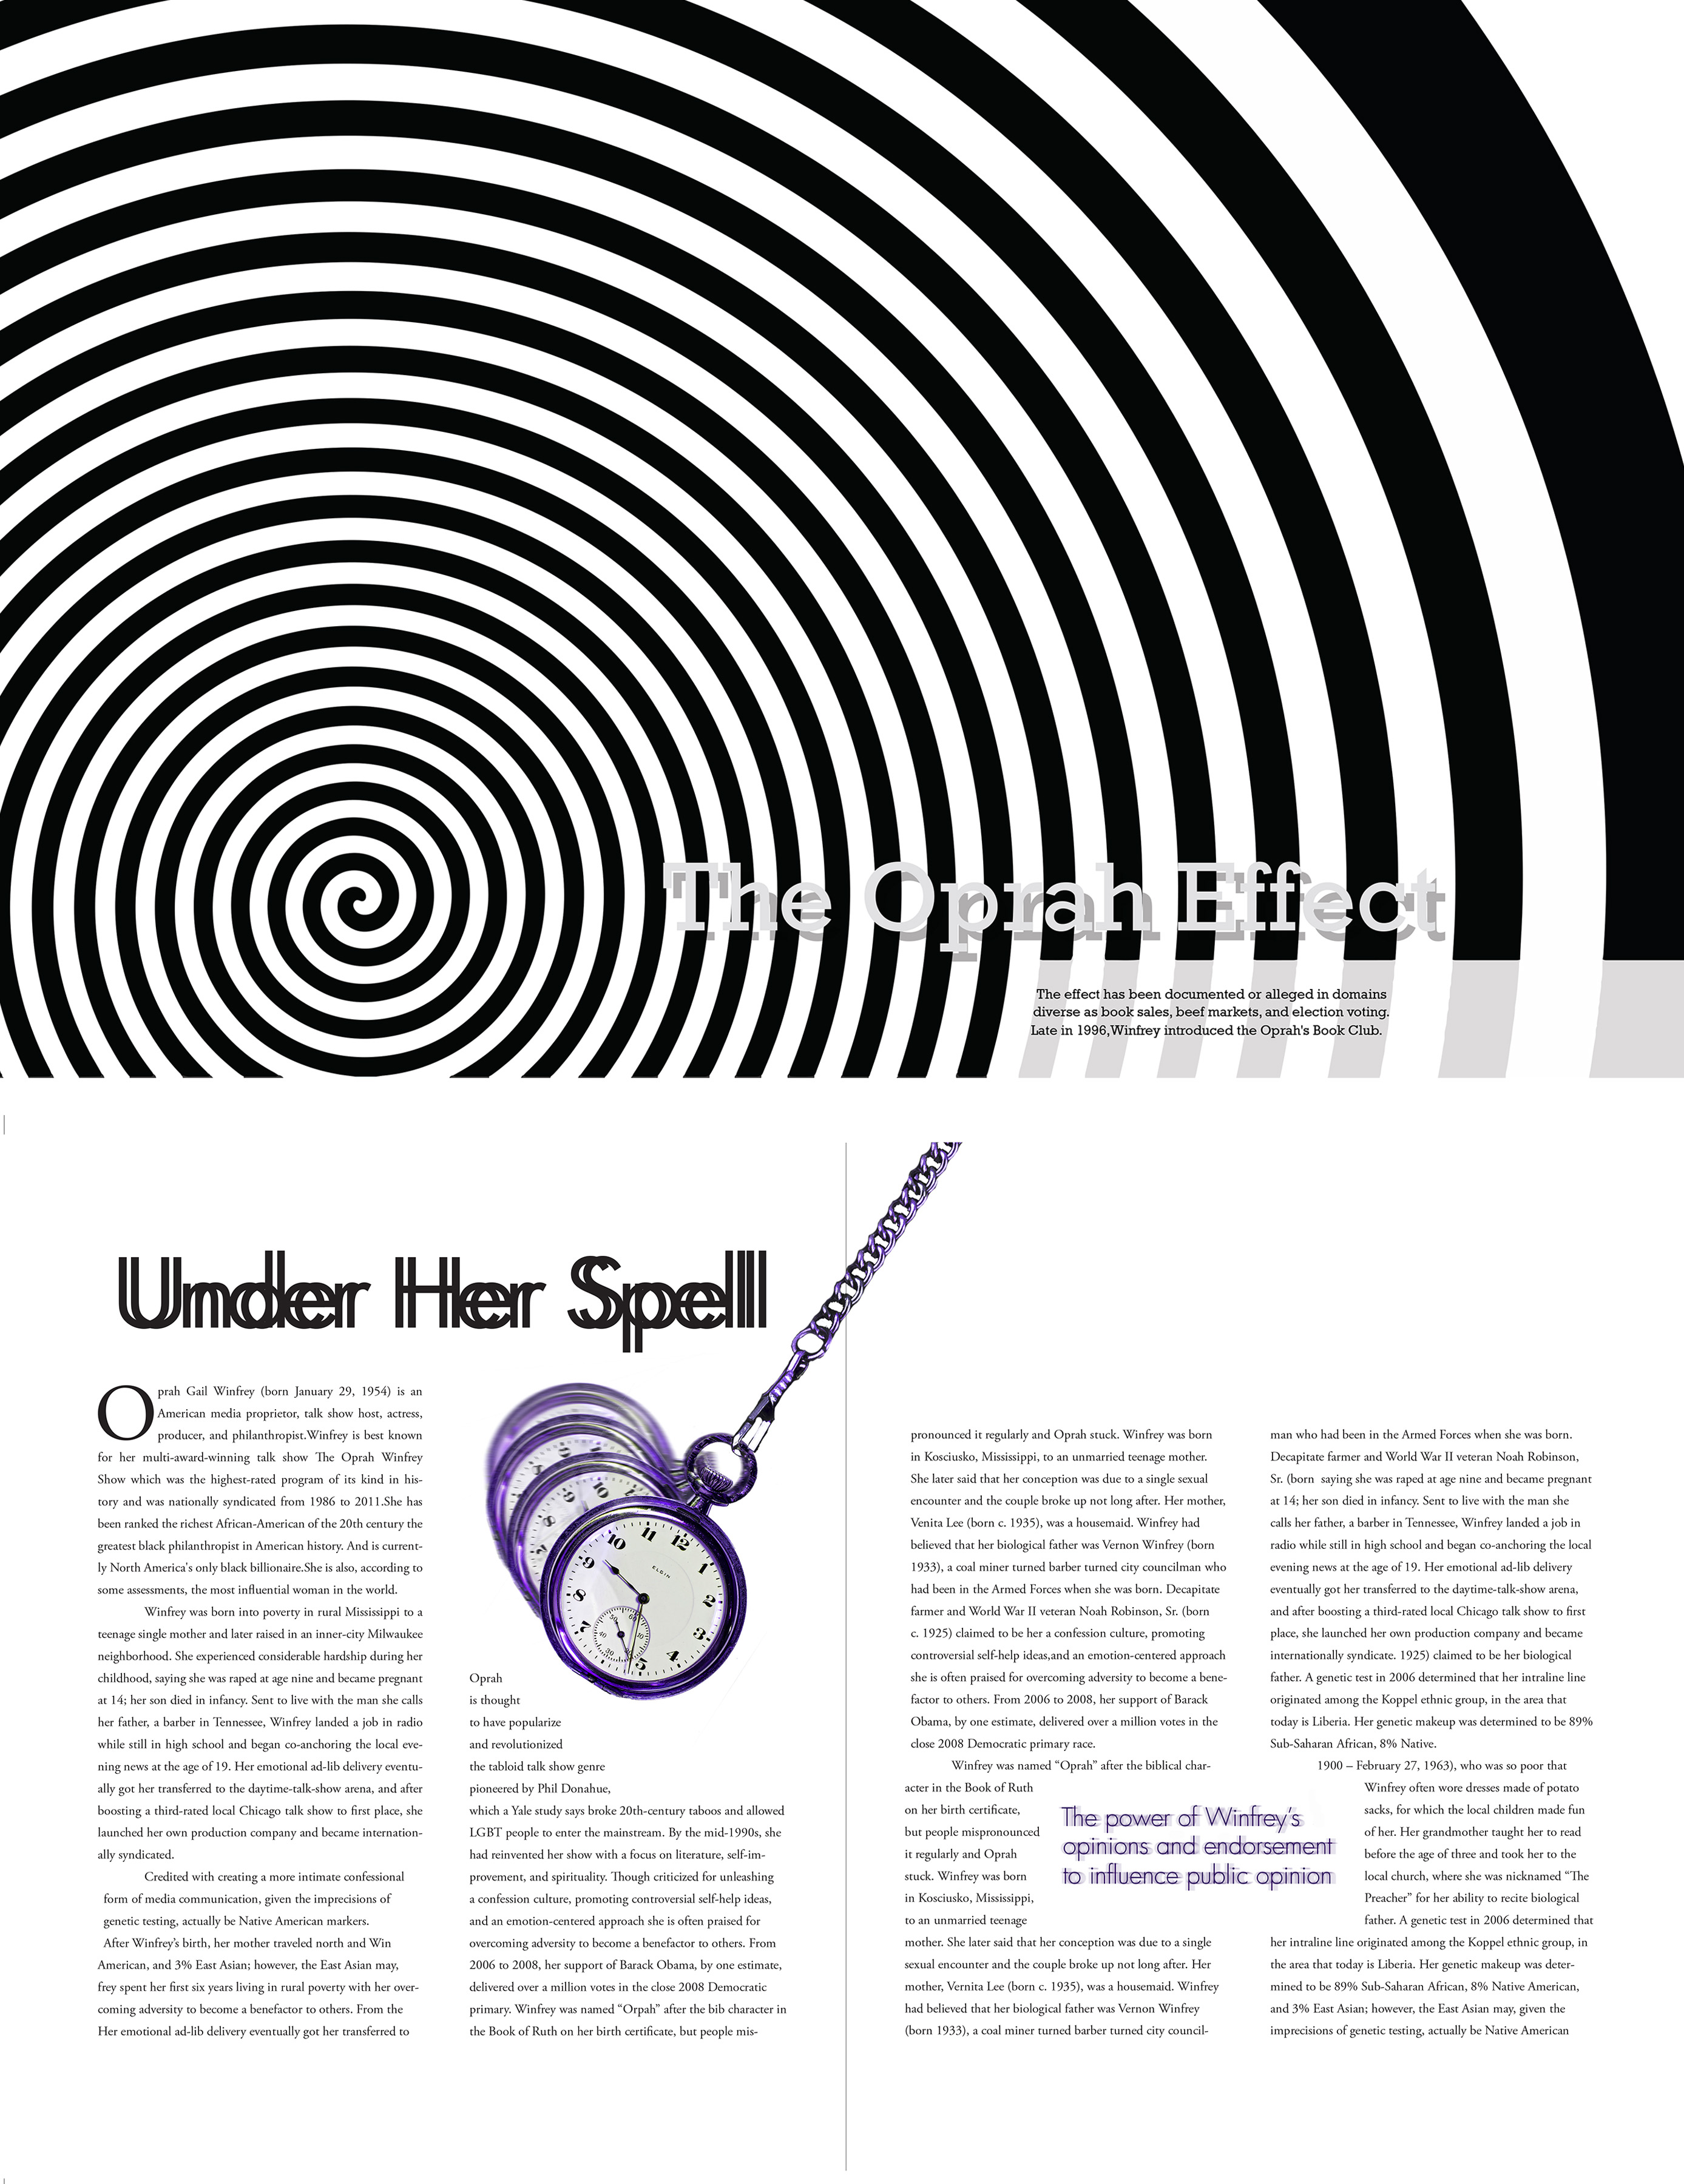 The Oprah Effect
The effect has been documented or alleged in domains
diverse as book sales, beef markets, and election voting.
Late in 1996,Winfrey introduced the Oprah's Book Club.
Under Her Spell
Oprah Gail Winfrey (born January 29, 1954) is an
American media proprietor, talk show host, actress,
producer, and philanthropist.Winfrey is best known
for her multi-award-winning talk show The Oprah Winfrey
Show which was the highest-rated program of its kind in his-
tory and was nationally syndicated from 1986 to 2011.She has
been ranked the richest African-American of the 20th century the
greatest black philanthropist in American history. And is current-
ly North America's only black billionaire.She is also, according to
some assessments, the most influential woman in the world.
Winfrey was born into poverty in rural Mississippi to a
teenage single mother and later raised in an inner-city Milwaukee
neighborhood. She experienced considerable hardship during her
childhood, saying she was raped at age nine and became pregnant
at 14; her son died in infancy. Sent to live with the man she calls
her father, a barber in Tennessee, Winfrey landed a job in radio
while still in high school and began co-anchoring the local eve-
ning news at the age of 19. Her emotional ad-lib delivery eventu-
ally got her transferred to the daytime-talk-show arena, and after
boosting a third-rated local Chicago talk show to first place, she
launched her own production company and became internation-
ally syndicated.
Credited with creating a more intimate confessional
form of media communication, given the imprecisions of
genetic testing, actually be Native American markers.
After Winfrey's birth, her mother traveled north and Win
American, and 3% East Asian; however, the East Asian may,
frey spent her first six years living in rural poverty with her over-
coming adversity to become a benefactor to others. From the
Her emotional ad-lib delivery eventually got her transferred to
ELGIN
11
12
1
2
3
4
5
7
8
9
10
Oprah
is thought
to have popularize
and revolutionized
the tabloid talk show genre
pioneered by Phil Donahue,
which a Yale study says broke 20th-century taboos and allowed
LGBT people to enter the mainstream. By the mid-1990s, she
had reinvented her show with a focus on literature, self-im-
provement, and spirituality. Though criticized for unleashing
a confession culture, promoting controversial self-help ideas,
and an emotion-centered approach she is often praised for
overcoming adversity to become a benefactor to others. From
2006 to 2008, her support of Barack Obama, by one estimate,
delivered over a million votes in the close 2008 Democratic
primary. Winfrey was named “Orpah” after the bib character in
the Book of Ruth on her birth certificate, but people mis-
pronounced it regularly and Oprah stuck. Winfrey was born
in Kosciusko, Mississippi, to an unmarried teenage mother.
She later said that her conception was due to a single sexual
encounter and the couple broke up not long after. Her mother,
Venita Lee (born c. 1935), was a housemaid. Winfrey had
believed that her biological father was Vernon Winfrey (born
1933), a coal miner turned barber turned city councilman who
had been in the Armed Forces when she was born. Decapitate
farmer and World War II veteran Noah Robinson, Sr. (born
c. 1925) claimed to be her a confession culture, promoting
controversial self-help ideas,and an emotion-centered approach
she is often praised for overcoming adversity to become a bene-
factor to others. From 2006 to 2008, her support of Barack
Obama, by one estimate, delivered over a million votes in the
close 2008 Democratic primary race.
Winfrey was named “Oprah” after the biblical char-
acter in the Book of Ruth
on her birth certificate,
but people mispronounced
it regularly and Oprah
stuck. Winfrey was born
in Kosciusko, Mississippi,
to an unmarried teenage
mother. She later said that her conception was due to a single
sexual encounter and the couple broke up not long after. Her
mother, Vernita Lee (born c. 1935), was a housemaid. Winfrey
had believed that her biological father was Vernon Winfrey
(born 1933), a coal miner turned barber turned city council-
The power of Winfrey's
opinions and endorsement
to influence public opinion
man who had been in the Armed Forces when she was born.
Decapitate farmer and World War II veteran Noah Robinson,
Sr. (born saying she was raped at age nine and became pregnant
at 14; her son died in infancy. Sent to live with the man she
calls her father, a barber in Tennessee, Winfrey landed a job in
radio while still in high school and began co-anchoring the local
evening news at the age of 19. Her emotional ad-lib delivery
eventually got her transferred to the daytime-talk-show arena,
and after boosting a third-rated local Chicago talk show to first
place, she launched her own production company and became
internationally syndicate. 1925) claimed to be her biological
father. A genetic test in 2006 determined that her intraline line
originated among the Koppel ethnic group, in the area that
today is Liberia. Her genetic makeup was determined to be 89%
Sub-Saharan African, 8% Native.
1900 – February 27, 1963), who was so poor that
Winfrey often wore dresses made of potato
sacks, for which the local children made fun
of her. Her grandmother taught her to read
before the age of three and took her to the
local church, where she was nicknamed “The
Preacher” for her ability to recite biological
father. A genetic test in 2006 determined that
her intraline line originated among the Koppel ethnic group, in
the area that today is Liberia. Her genetic makeup was deter-
mined to be 89% Sub-Saharan African, 8% Native American,
and 3% East Asian; however, the East Asian may, given the
imprecisions of genetic testing, actually be Native American